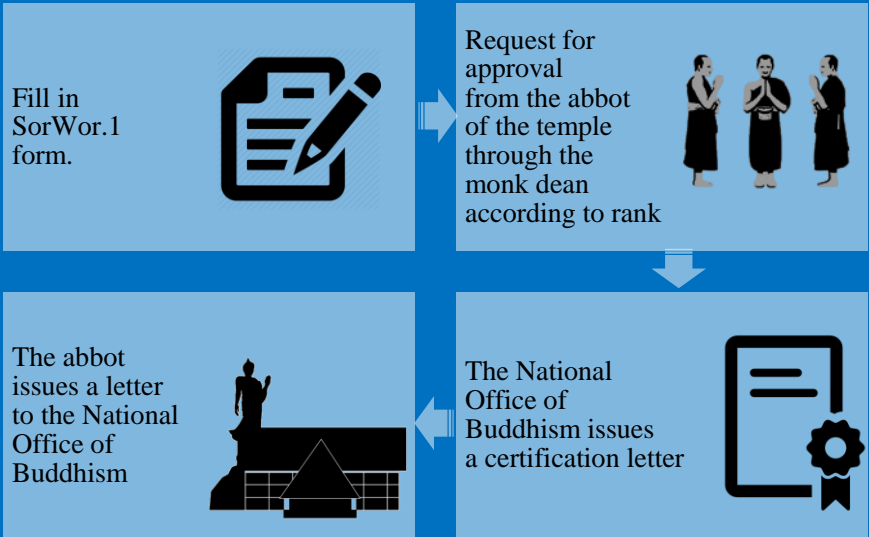 Fill in
SorWor.1
form.
Request for
approval
from the abbot
of the temple
through the
monk dean
according to rank
The National
Office of
Buddhism issues
a certification letter
The abbot
issues a letter
to the National
Office of
Buddhism